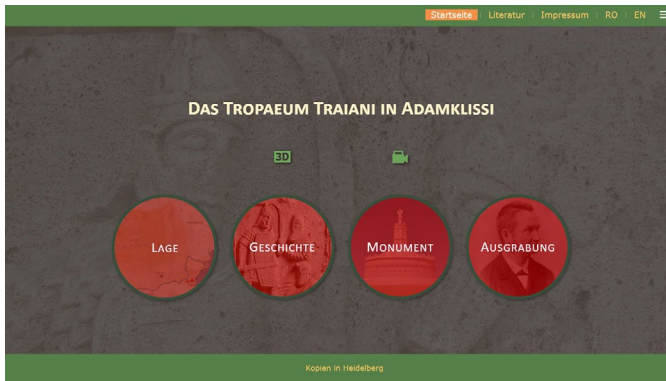 Startseite | Literatur | Impressum | RO | EN
DAS TROPAEUM TRAIANI IN ADAMKLISSI
3D
LAGE
GESCHICHTE
MONUMENT
AUSGRABUNG
Kopien in Heidelberg